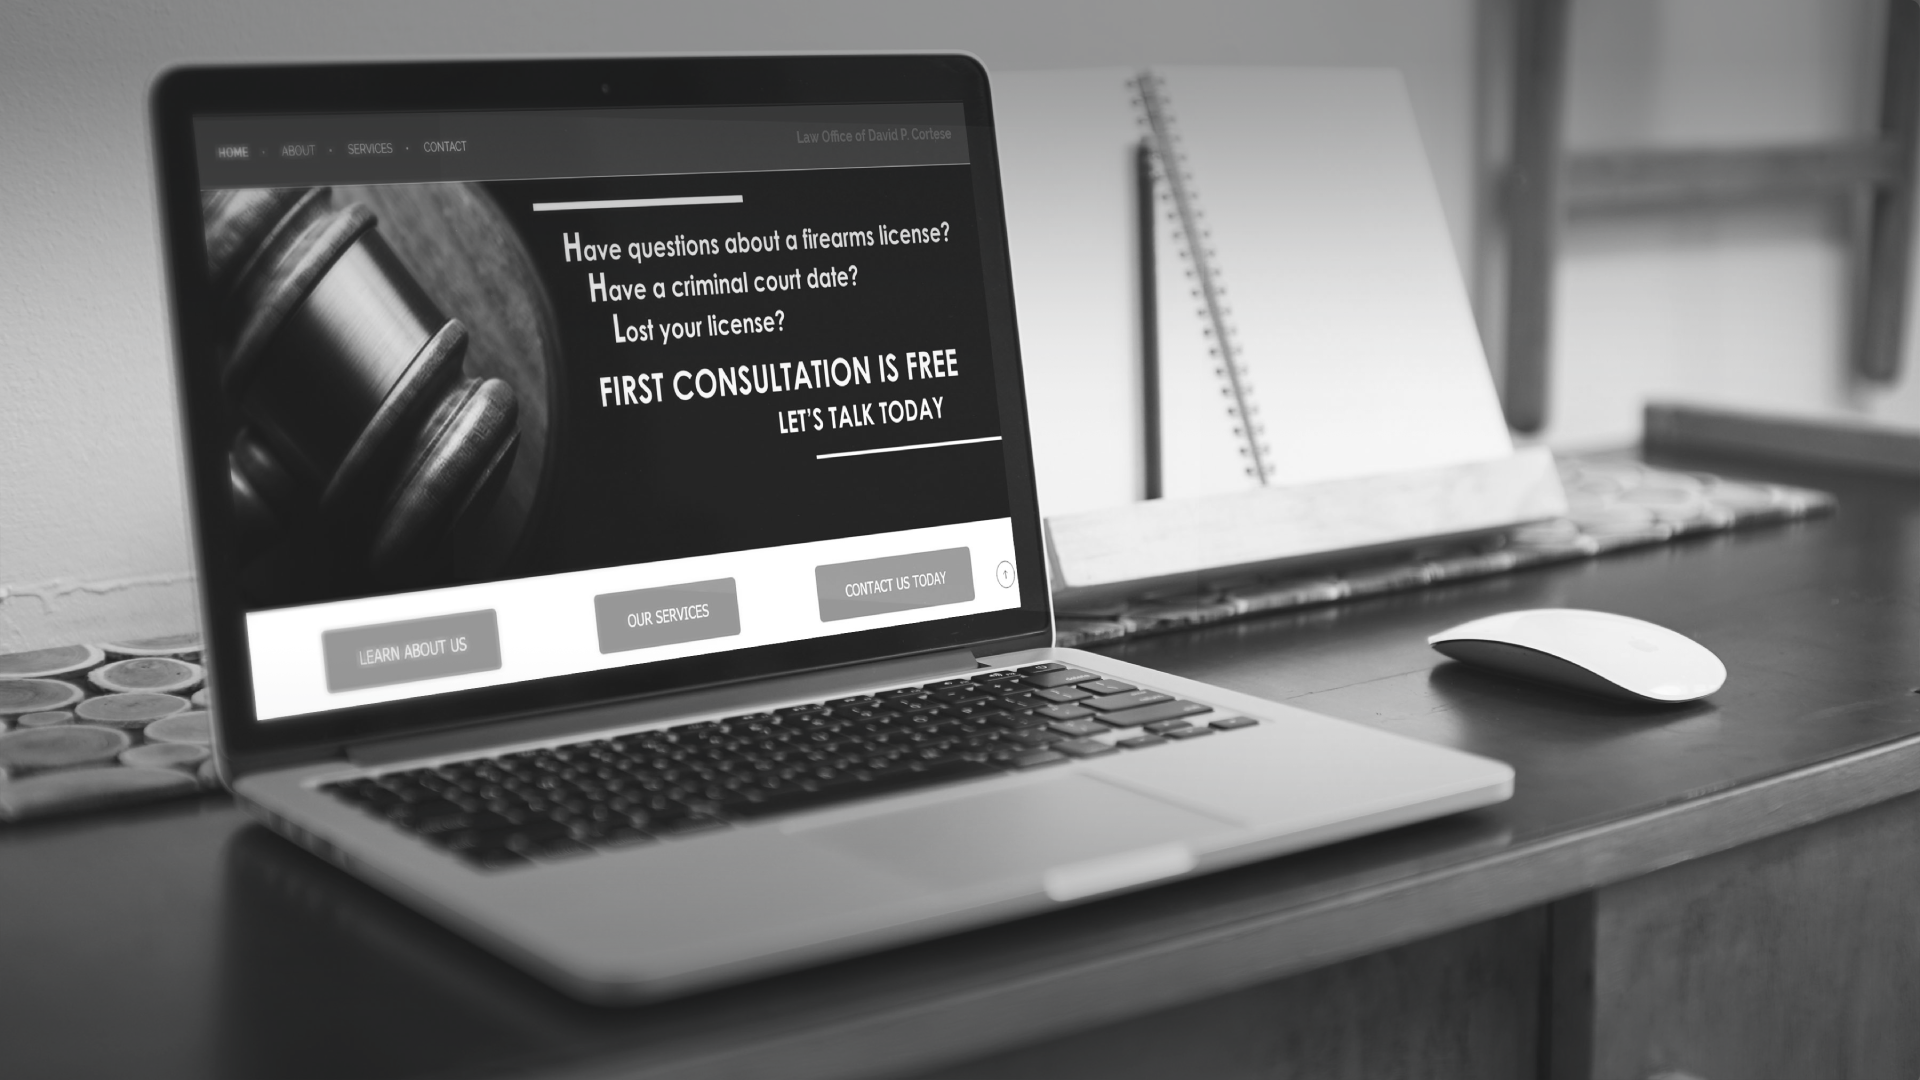 HOME · ABOUT · SERVICES · CONTACT
Law Office of David P. Cortese
Have questions about a firearms license?
Have a criminal court date?
Lost your license?
FIRST CONSULTATION IS FREE
LET'S TALK TODAY
LEARN ABOUT US
OUR SERVICES
CONTACT US TODAY